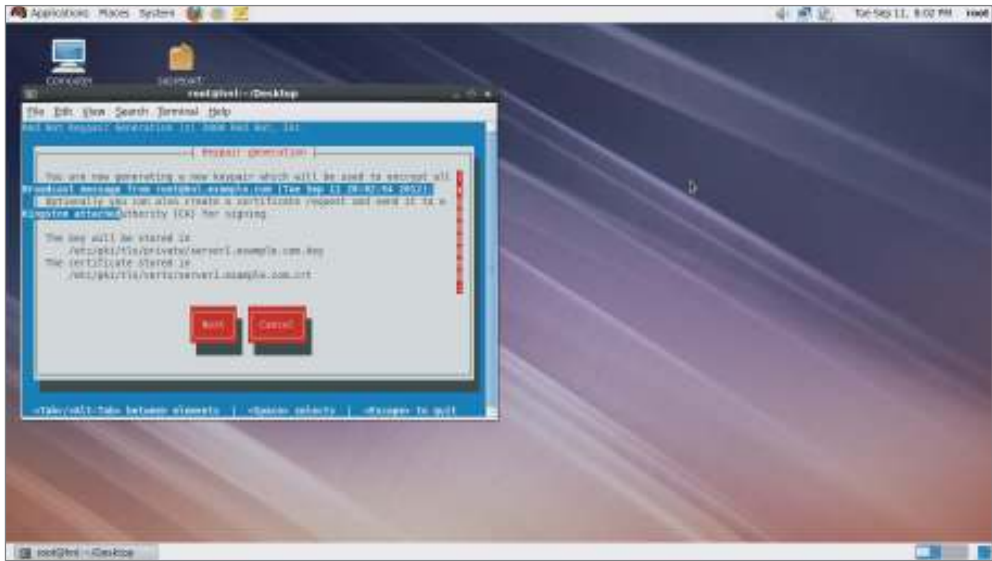 Applications Places System
Tue Sep 11, 8:02 PM root
Computer
root@hnl:~/Desktop
File Edit View Search Terminal Help
Red Hat Keypair Generation (c) 2008 Red Hat, Inc
Keypair generation
You are now generating a new keypair which will be used to encrypt all
Broadcast message from root@hnl.example.com (Tue Sep 11 20:02:54 2012):
Optionally you can also create a certificate request and send it to a
Kingston attached uthority (CA) for signing.
The key will be stored in
/etc/pki/tls/private/server1.example.com.key
The certificate stored in
/etc/pki/tls/certs/server1.example.com.crt
Next Cancel
<Tab>/<Alt-Tab> between elements | <Space> selects | <Escape> to quit
root@hnl:~/Desktop